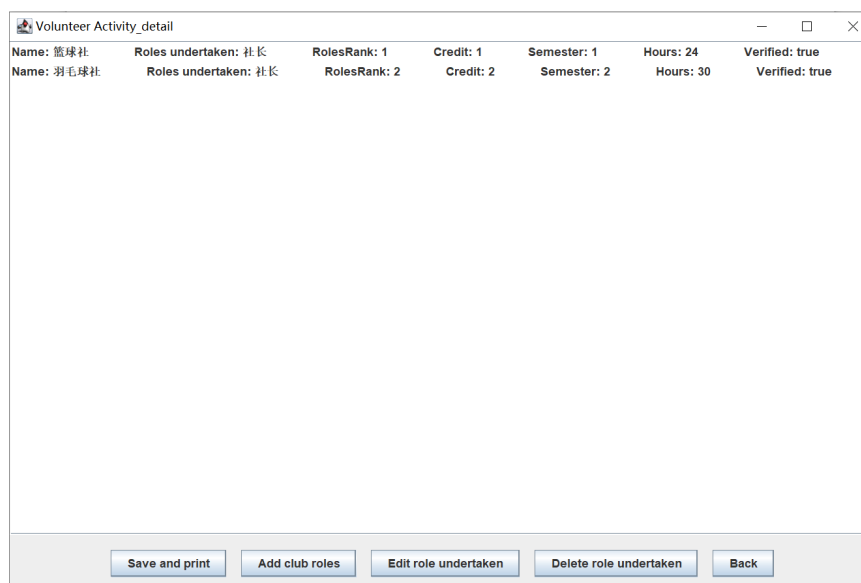 Volunteer Activity_detail
Name: 篮球社 Roles undertaken: 社长 RolesRank: 1 Credit: 1 Semester: 1 Hours: 24 Verified: true
Name: 羽毛球社 Roles undertaken: 社长 RolesRank: 2 Credit: 2 Semester: 2 Hours: 30 Verified: true
Save and print Add club roles Edit role undertaken Delete role undertaken Back